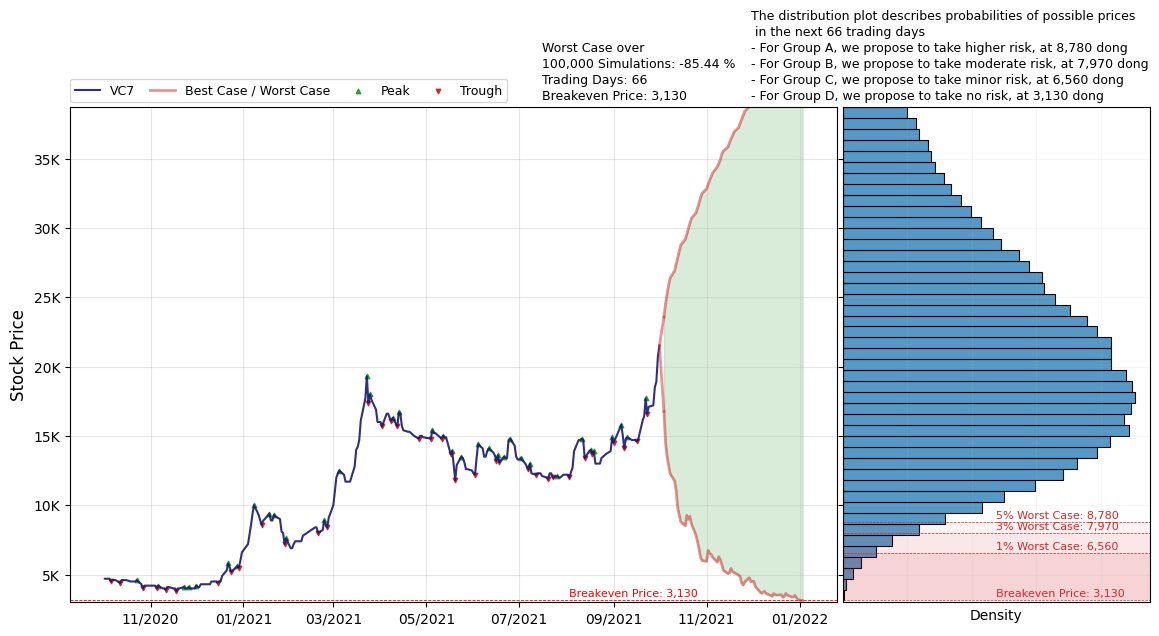 The distribution plot describes probabilities of possible prices
in the next 66 trading days
- For Group A, we propose to take higher risk, at 8,780 dong
- For Group B, we propose to take moderate risk, at 7,970 dong
- For Group C, we propose to take minor risk, at 6,560 dong
- For Group D, we propose to take no risk, at 3,130 dong
Worst Case over
100,000 Simulations: -85.44 %
Trading Days: 66
Breakeven Price: 3,130
VC7
Best Case / Worst Case
Peak
Trough
Stock Price
35K
30K
25K
20K
15K
10K
5K
11/2020
01/2021
3/2021
05/2021
07/2021
09/2021
11/2021
01/2022
Breakeven Price: 3,130
5% Worst Case: 8,780
3% Worst Case: 7,970
1% Worst Case: 6,560
Breakeven Price: 3,130
Density